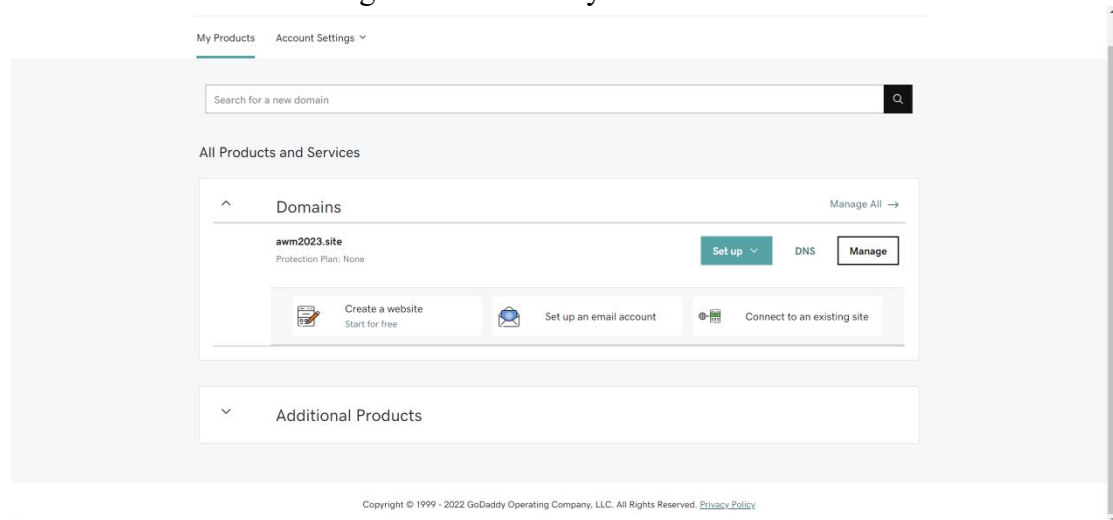 My Products Account Settings
Search for a new domain
All Products and Services
Domains Manage All →
awm2023.site
Protection Plan: None
Set up DNS Manage
Create a website
Start for free
Set up an email account
Connect to an existing site
Additional Products
Copyright © 1999 - 2022 GoDaddy Operating Company, LLC. All Rights Reserved. Privacy Policy